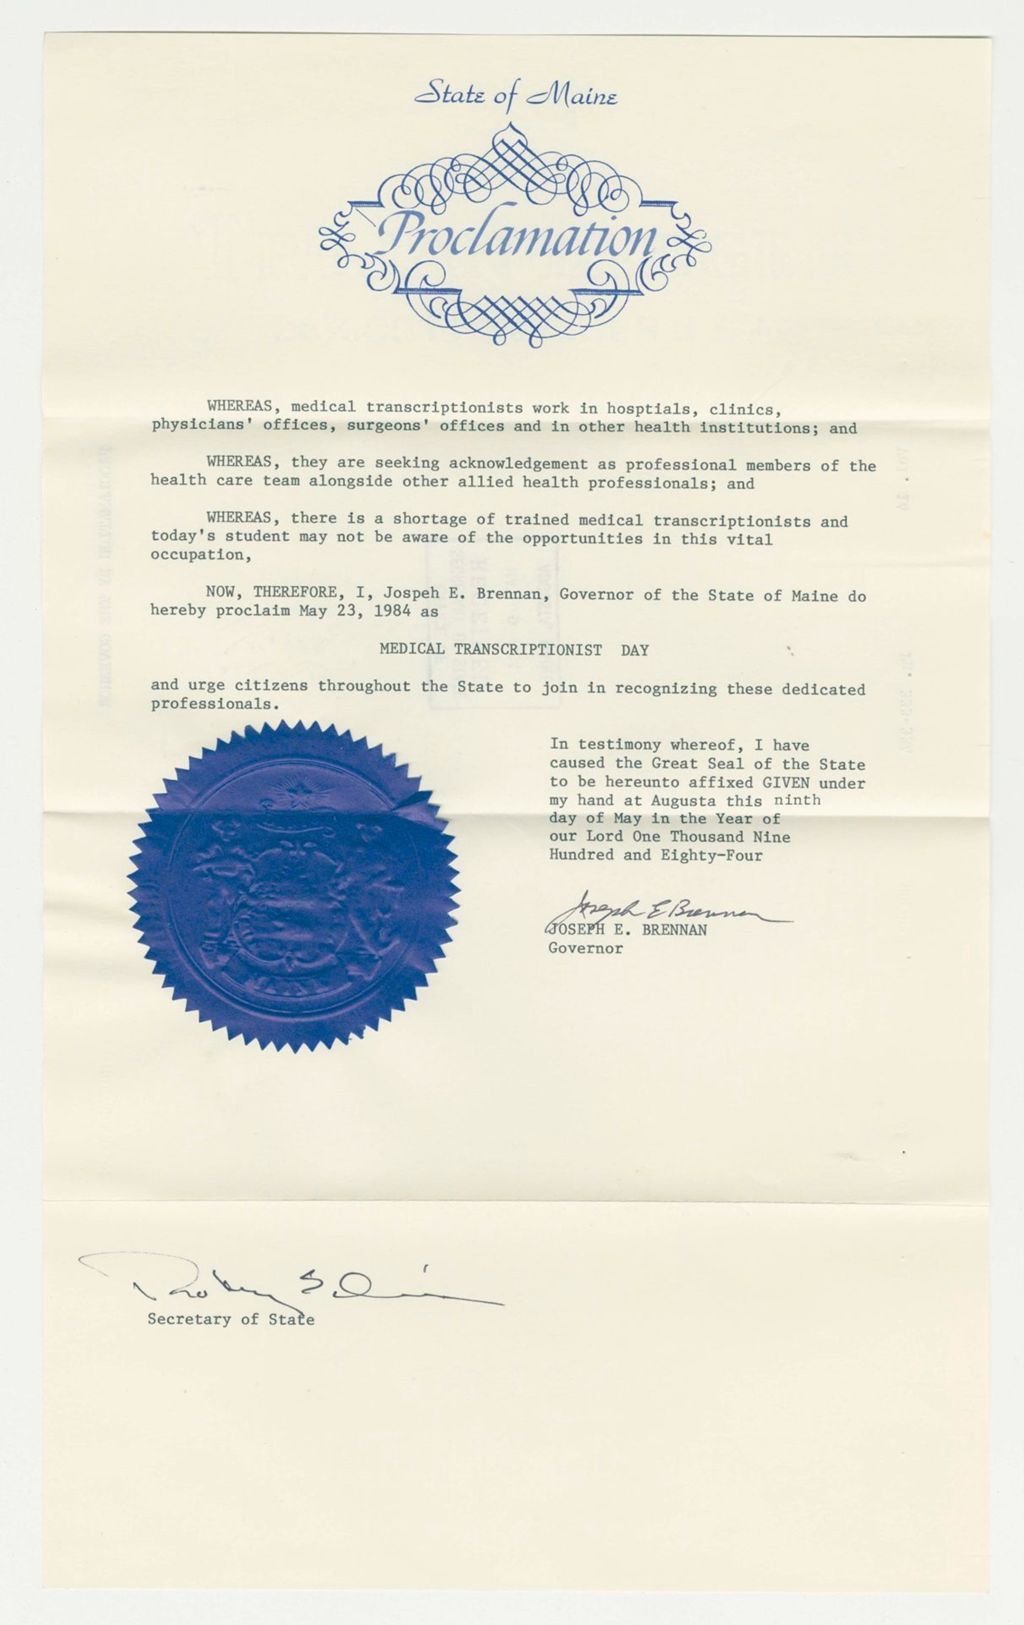 State of Maine
Proclamation
WHEREAS, medical transcriptionists work in hosptials, clinics,
physicians' offices, surgeons' offices and in other health institutions; and
WHEREAS, they are seeking acknowledgement as professional members of the
health care team alongside other allied health professionals; and
WHEREAS, there is a shortage of trained medical transcriptionists and
today's student may not be aware of the opportunities in this vital
occupation,
NOW, THEREFORE, I, Jospeh E. Brennan, Governor of the State of Maine do
hereby proclaim May 23, 1984 as
MEDICAL TRANSCRIPTIONIST DAY
and urge citizens throughout the State to join in recognizing these dedicated
professionals.
In testimony whereof, I have
caused the Great Seal of the State
to be hereunto affixed GIVEN under
my hand at Augusta this ninth
day of May in the Year of
our Lord One Thousand Nine
Hundred and Eighty-Four
Joseph E Brennan
JOSEPH E. BRENNAN
Governor
Secretary of State